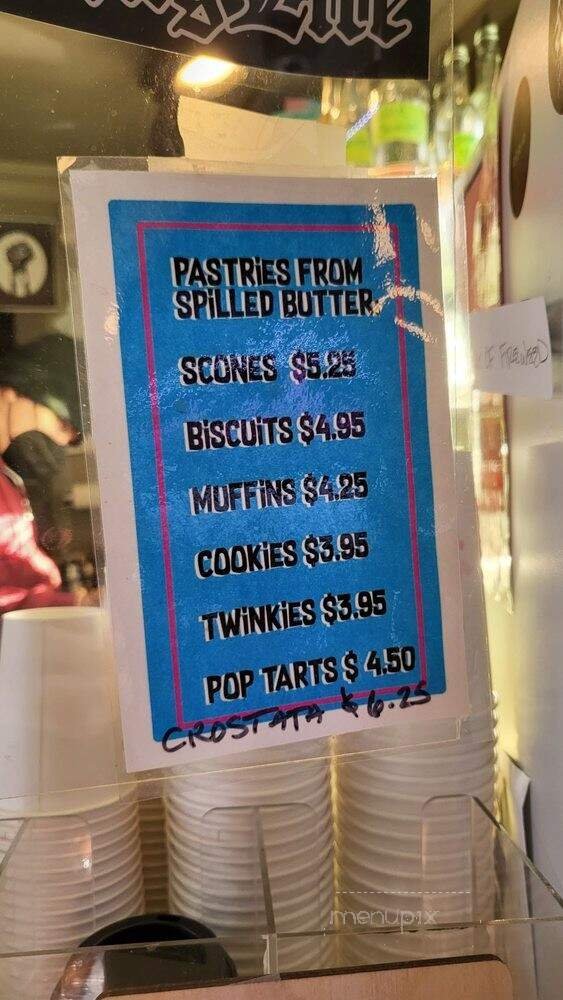 PASTRiES FROM
SPiLLED BUTTER
SCONES $5.25
BiSCUiTS $4.95
MUFFiNS $4.25
COOKiES $3.95
TWiNKiES $3.95
POP TARTS $ 4.50
CROSTATA $ 6.25
FIREWEED
menupix